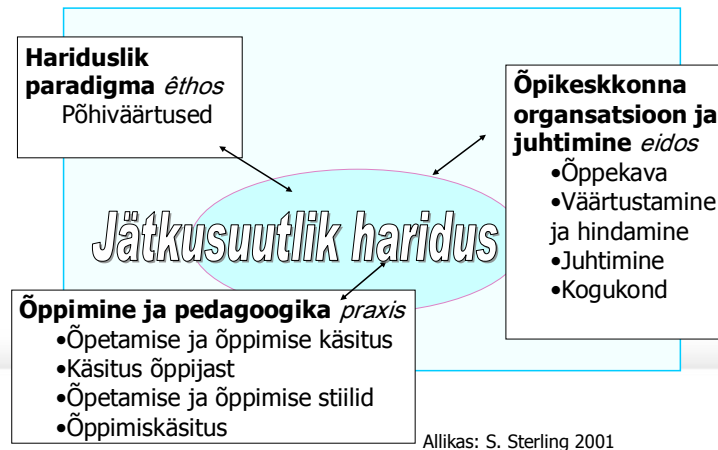 Hariduslik
paradigma êthos
Põhiväärtused
Õpikeskkonna
organsatsioon ja
juhtimine eidos
•Õppekava
•Väärtustamine
ja hindamine
•Juhtimine
•Kogukond
Jätkusuutlik haridus
Õppimine ja pedagoogika praxis
•Õpetamise ja õppimise käsitus
•Käsitus õppijast
•Õpetamise ja õppimise stiilid
•Õppimiskäsitus
Allikas: S. Sterling 2001